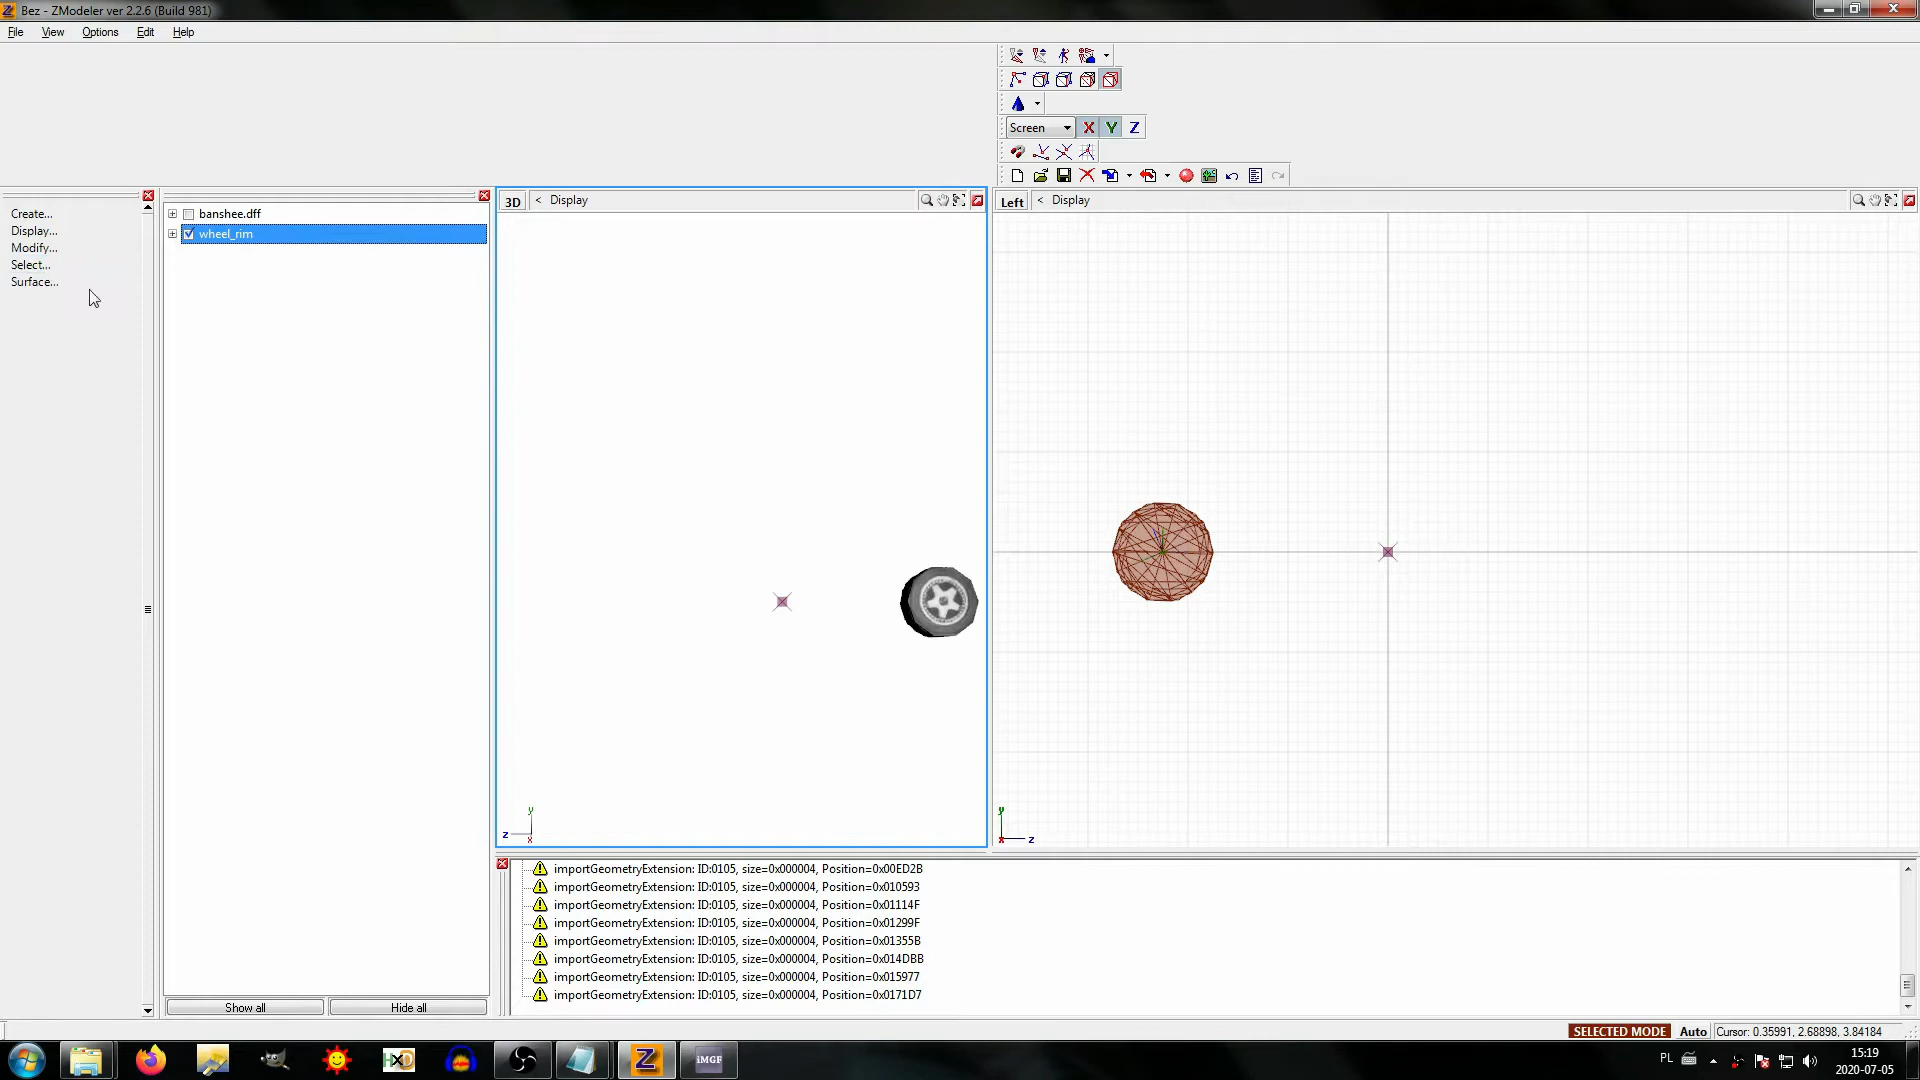 Bez - ZModeler ver 2.2.6 (Build 981)
File View Options Edit Help
Screen X Y Z
Create...
Display...
Modify...
Select...
Surface...
banshee.dff
wheel_rim
Show all Hide all
3D < Display
y
z
x
Left < Display
y
x z
importGeometryExtension: ID:0105, size=0x000004, Position=0x00ED2B
importGeometryExtension: ID:0105, size=0x000004, Position=0x010593
importGeometryExtension: ID:0105, size=0x000004, Position=0x01114F
importGeometryExtension: ID:0105, size=0x000004, Position=0x01299F
importGeometryExtension: ID:0105, size=0x000004, Position=0x01355B
importGeometryExtension: ID:0105, size=0x000004, Position=0x014DBB
importGeometryExtension: ID:0105, size=0x000004, Position=0x015977
importGeometryExtension: ID:0105, size=0x000004, Position=0x0171D7
SELECTED MODE Auto Cursor: 0.35991, 2.68898, 3.84184
HxD Z iMGF
PL
15:19
2020-07-05